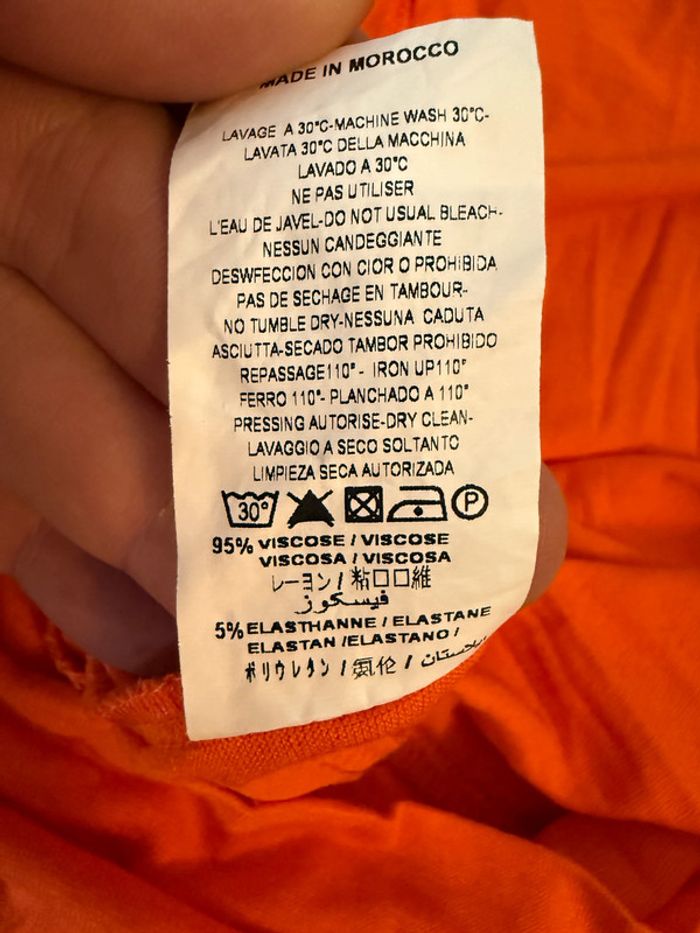 MADE IN MOROCCO
LAVAGE A 30°C-MACHINE WASH 30°C-
LAVATA 30°C DELLA MACCHINA
LAVADO A 30°C
NE PAS UTILISER
L'EAU DE JAVEL-DO NOT USUAL BLEACH-
NESSUN CANDEGGIANTE
DESWFECCION CON CIOR O PROHIBIDA
PAS DE SECHAGE EN TAMBOUR-
NO TUMBLE DRY-NESSUNA CADUTA
ASCIUTTA-SECADO TAMBOR PROHIBIDO
REPASSAGE110°- IRON UP110°
FERRO 110°- PLANCHADO A 110°
PRESSING AUTORISE-DRY CLEAN-
LAVAGGIO A SECO SOLTANTO
LIMPIEZA SECA AUTORIZADA
30° P
95% VISCOSE / VISCOSE
VISCOSA / VISCOSA
レーヨン / 粘□□維
فيسكوز
5% ELASTHANNE / ELASTANE
ELASTAN /ELASTANO /
ポリウレタン / 氨伦 /